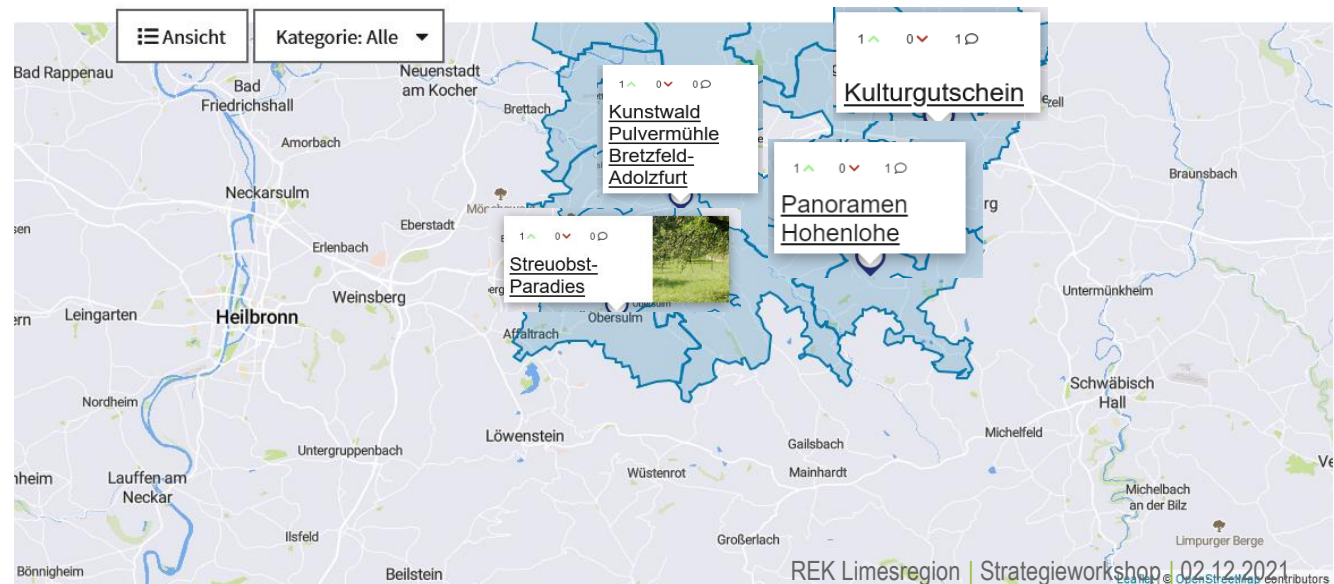 Ansicht
Kategorie: Alle
1 0 1
Kulturgutschein
1 0 0
Kunstwald
Pulvermühle
Bretzfeld-
Adolzfurt
1 0 1
Panoramen
Hohenlohe
1 0 0
Streuobst-
Paradies
Bad Rappenau
Bad
Friedrichshall
Neuenstadt
am Kocher
Brettach
Amorbach
Neckarsulm
Eberstadt
Erlenbach
Weinsberg
Leingarten
Heilbronn
Obersulm
Affaltrach
Braunsbach
Untermünkheim
Schwäbisch
Hall
Nordheim
Löwenstein
Untergruppenbach
Gailsbach
Michelfeld
Wüstenrot
Mainhardt
Lauffen am
Neckar
Michelbach
an der Bilz
Ilsfeld
Großerlach
Limpurger Berge
Bönnigheim
Beilstein
REK Limesregion | Strategieworkshop | 02.12.2021
Leaflet © OpenStreetMap contributors